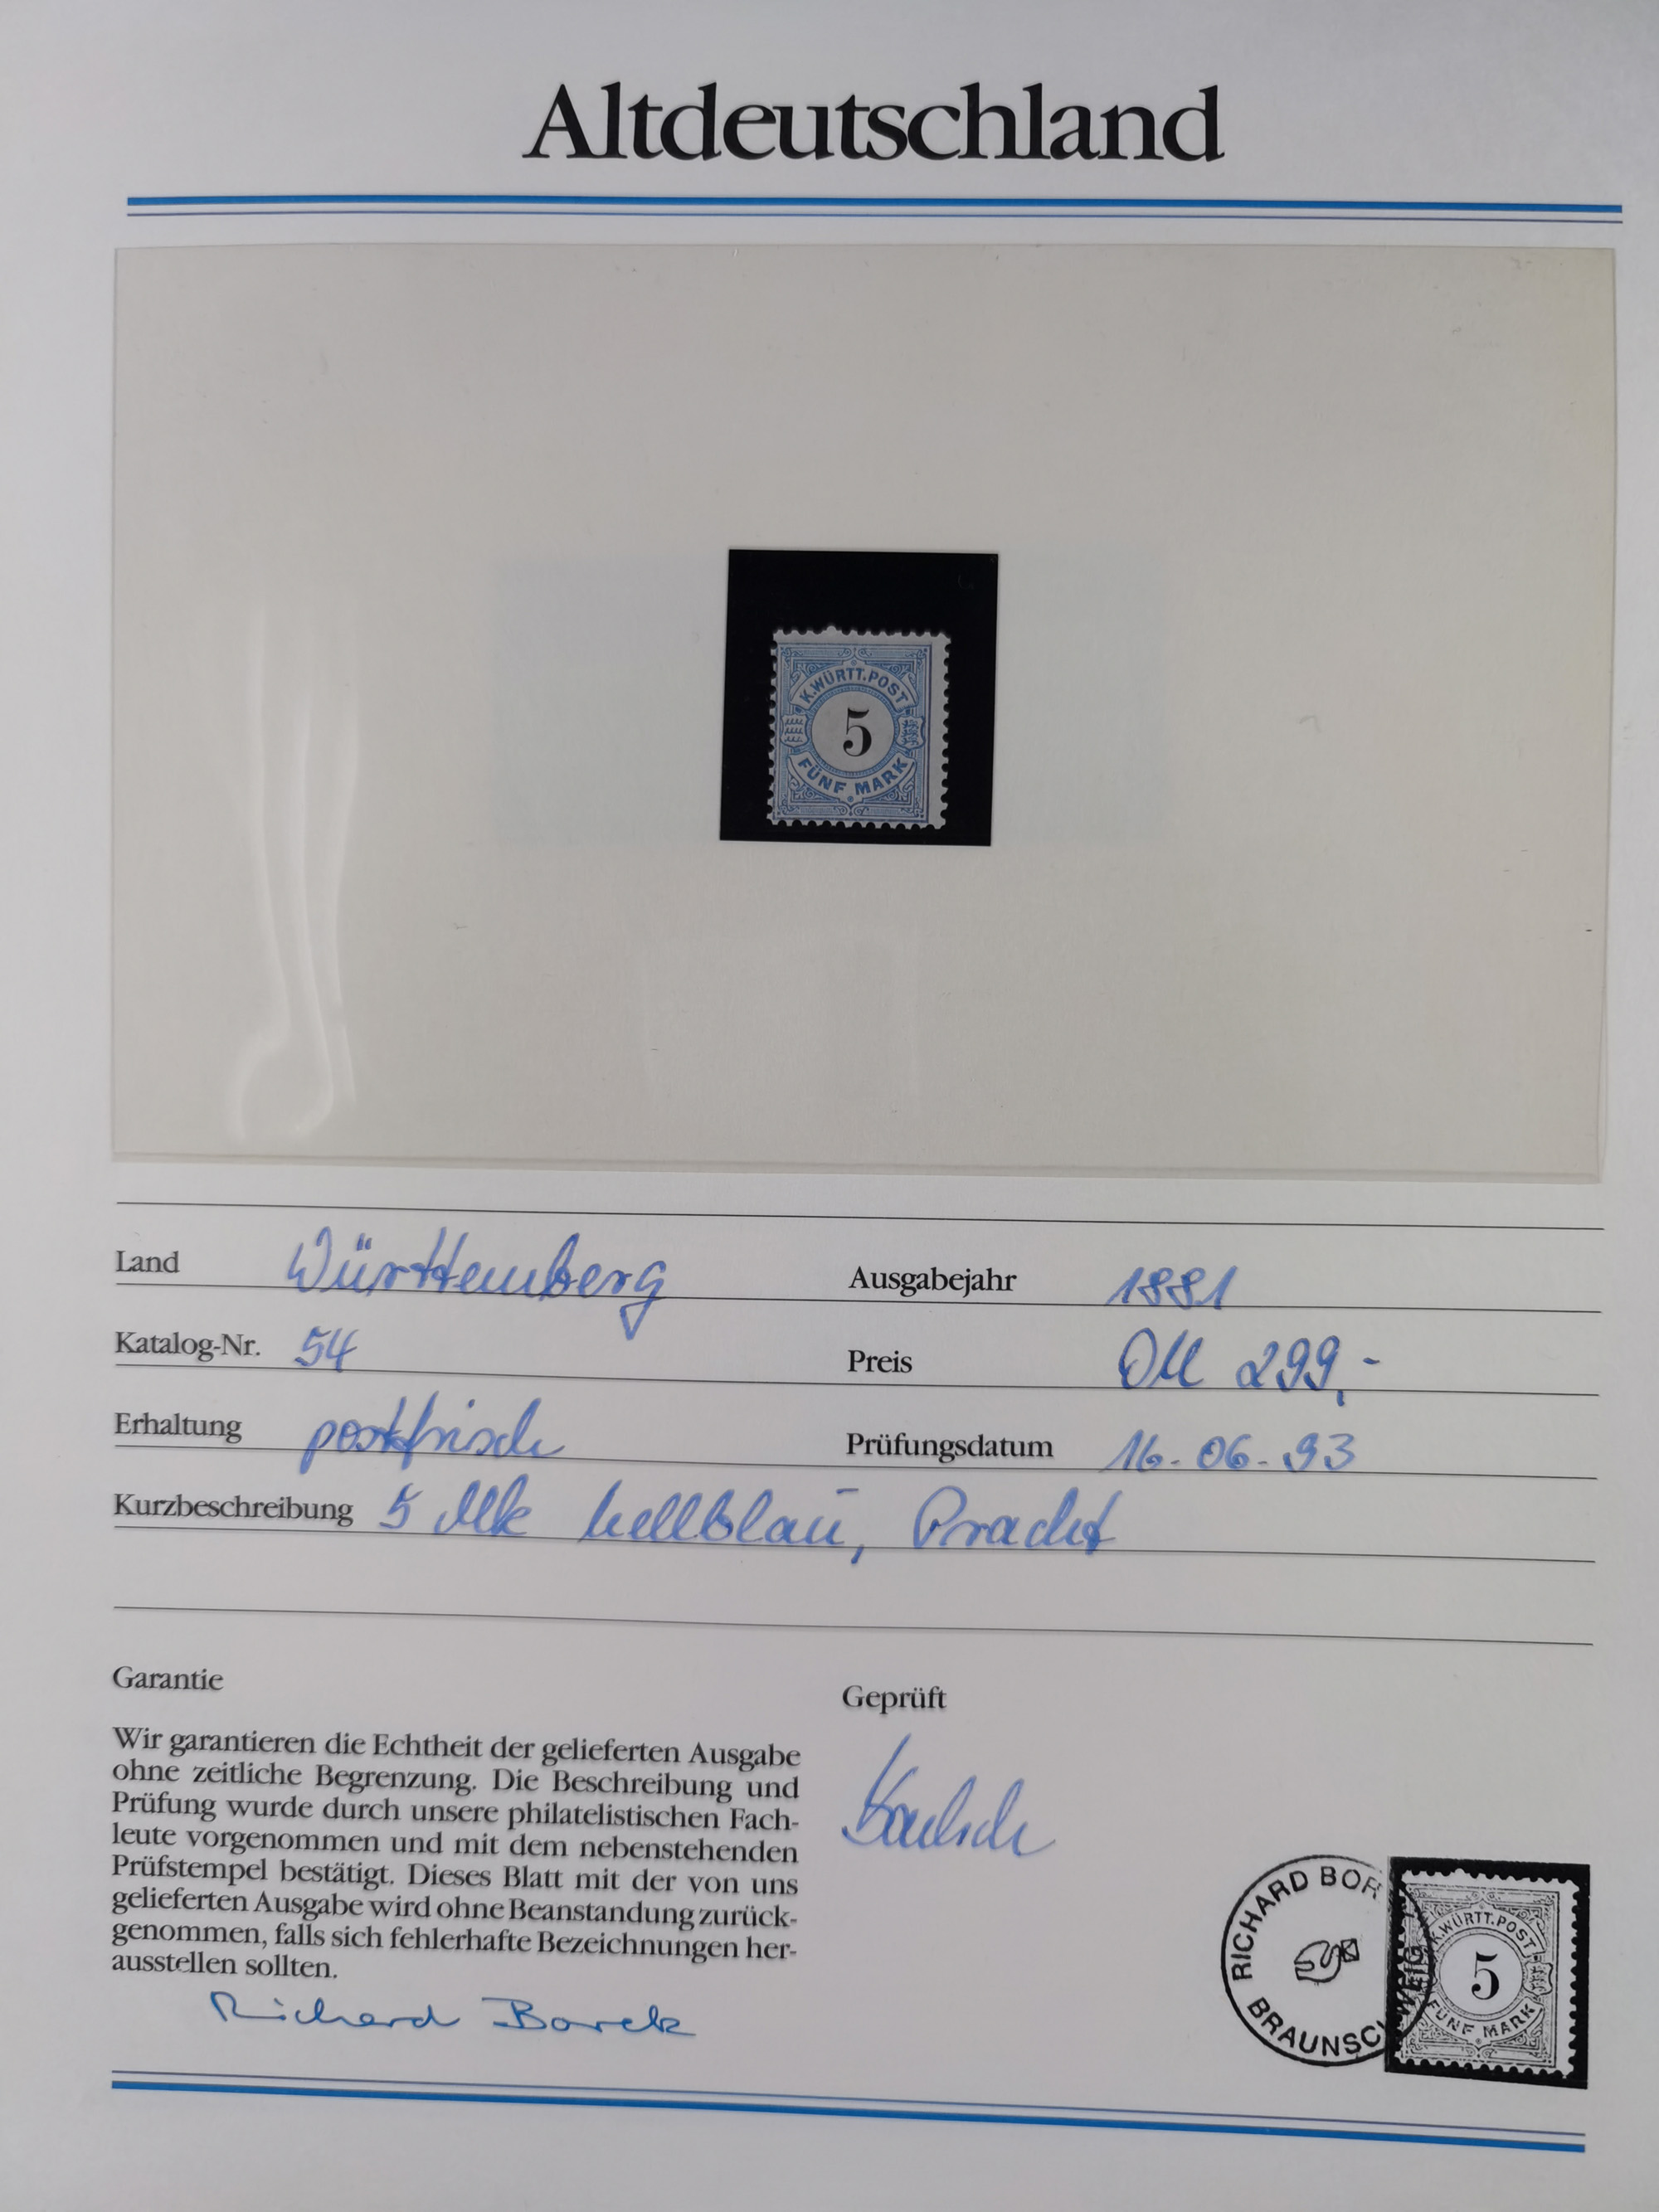 Altdeutschland
K.WÜRTT.POST
5
FÜNF MARK
Land Württemberg Ausgabejahr 1881
Katalog-Nr. 54 Preis DM 299,-
Erhaltung postfrisch Prüfungsdatum 16-06-93
Kurzbeschreibung 5 Mk hellblau, Pracht
Garantie
Wir garantieren die Echtheit der gelieferten Ausgabe
ohne zeitliche Begrenzung. Die Beschreibung und
Prüfung wurde durch unsere philatelistischen Fach-
leute vorgenommen und mit dem nebenstehenden
Prüfstempel bestätigt. Dieses Blatt mit der von uns
gelieferten Ausgabe wird ohne Beanstandung zurück-
genommen, falls sich fehlerhafte Bezeichnungen her-
ausstellen sollten.
Richard Borek
Geprüft
RICHARD BOR
BRAUNSCHWEIG
K.WÜRTT.POST
5
FÜNF MARK